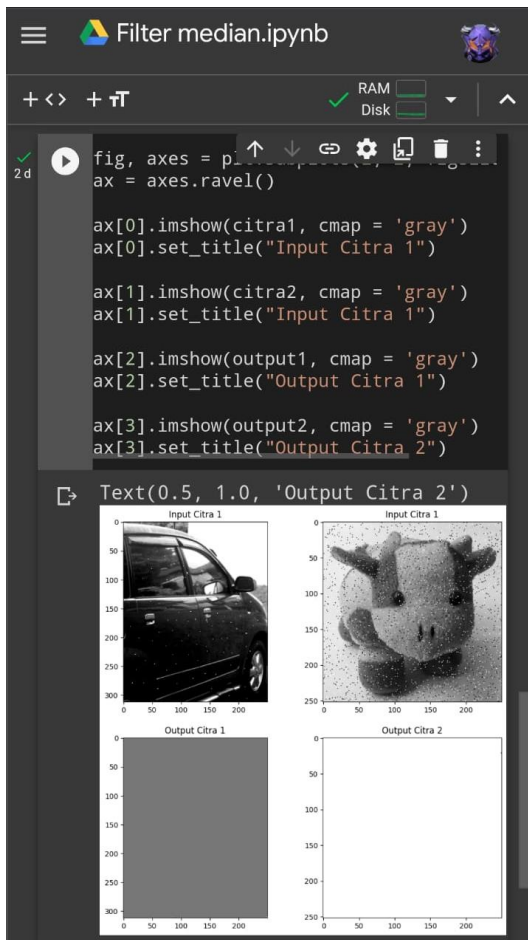 Filter median.ipynb
+<> +TT
RAM
Disk
2 d
fig, axes =
ax = axes.ravel()
ax[0].imshow(citra1, cmap = 'gray')
ax[0].set_title("Input Citra 1")
ax[1].imshow(citra2, cmap = 'gray')
ax[1].set_title("Input Citra 1")
ax[2].imshow(output1, cmap = 'gray')
ax[2].set_title("Output Citra 1")
ax[3].imshow(output2, cmap = 'gray')
ax[3].set_title("Output Citra 2")
Text(0.5, 1.0, 'Output Citra 2')
Input Citra 1
0
50
100
150
200
250
300
0 50 100 150 200
Input Citra 1
0
50
100
150
200
250
0 50 100 150 200
Output Citra 1
0
50
100
150
200
250
300
0 50 100 150 200
Output Citra 2
0
50
100
150
200
250
0 50 100 150 200